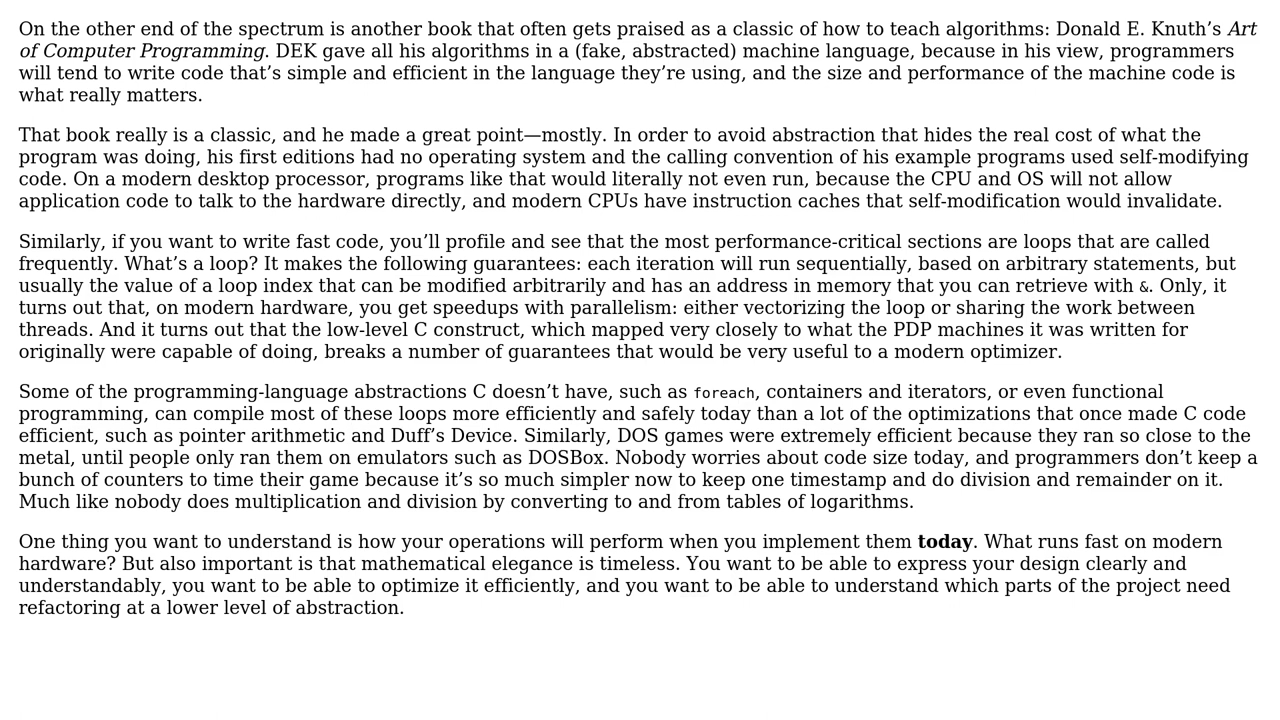 On the other end of the spectrum is another book that often gets praised as a classic of how to teach algorithms: Donald E. Knuth’s Art
of Computer Programming. DEK gave all his algorithms in a (fake, abstracted) machine language, because in his view, programmers
will tend to write code that’s simple and efficient in the language they’re using, and the size and performance of the machine code is
what really matters.
That book really is a classic, and he made a great point—mostly. In order to avoid abstraction that hides the real cost of what the
program was doing, his first editions had no operating system and the calling convention of his example programs used self-modifying
code. On a modern desktop processor, programs like that would literally not even run, because the CPU and OS will not allow
application code to talk to the hardware directly, and modern CPUs have instruction caches that self-modification would invalidate.
Similarly, if you want to write fast code, you’ll profile and see that the most performance-critical sections are loops that are called
frequently. What’s a loop? It makes the following guarantees: each iteration will run sequentially, based on arbitrary statements, but
usually the value of a loop index that can be modified arbitrarily and has an address in memory that you can retrieve with &. Only, it
turns out that, on modern hardware, you get speedups with parallelism: either vectorizing the loop or sharing the work between
threads. And it turns out that the low-level C construct, which mapped very closely to what the PDP machines it was written for
originally were capable of doing, breaks a number of guarantees that would be very useful to a modern optimizer.
Some of the programming-language abstractions C doesn’t have, such as foreach, containers and iterators, or even functional
programming, can compile most of these loops more efficiently and safely today than a lot of the optimizations that once made C code
efficient, such as pointer arithmetic and Duff’s Device. Similarly, DOS games were extremely efficient because they ran so close to the
metal, until people only ran them on emulators such as DOSBox. Nobody worries about code size today, and programmers don’t keep a
bunch of counters to time their game because it’s so much simpler now to keep one timestamp and do division and remainder on it.
Much like nobody does multiplication and division by converting to and from tables of logarithms.
One thing you want to understand is how your operations will perform when you implement them today. What runs fast on modern
hardware? But also important is that mathematical elegance is timeless. You want to be able to express your design clearly and
understandably, you want to be able to optimize it efficiently, and you want to be able to understand which parts of the project need
refactoring at a lower level of abstraction.